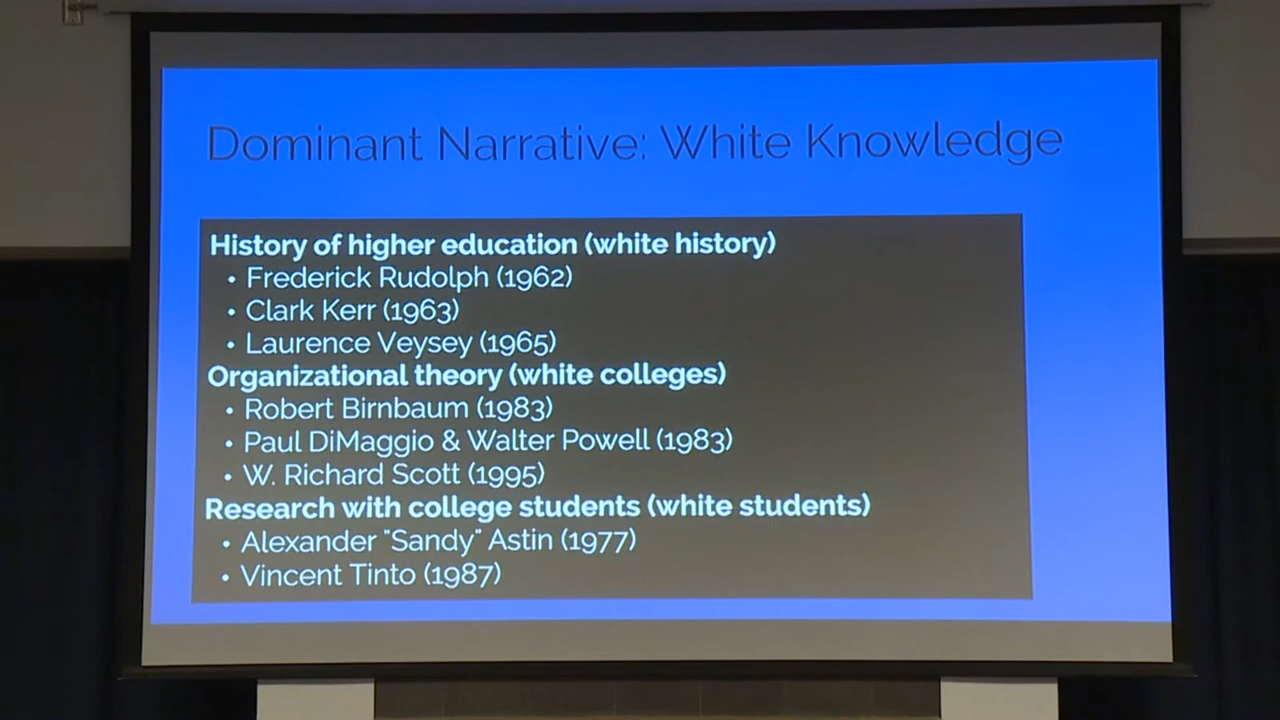 Dominant Narrative: White Knowledge
History of higher education (white history)
• Frederick Rudolph (1962)
• Clark Kerr (1963)
• Laurence Veysey (1965)
Organizational theory (white colleges)
• Robert Birnbaum (1983)
• Paul DiMaggio & Walter Powell (1983)
• W. Richard Scott (1995)
Research with college students (white students)
• Alexander "Sandy" Astin (1977)
• Vincent Tinto (1987)